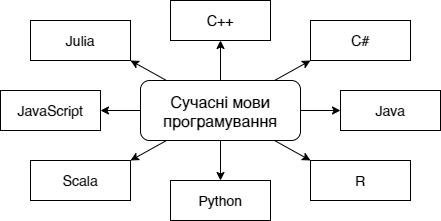 C++
Julia
C#
JavaScript
Сучасні мови
програмування
Java
Scala
R
Python